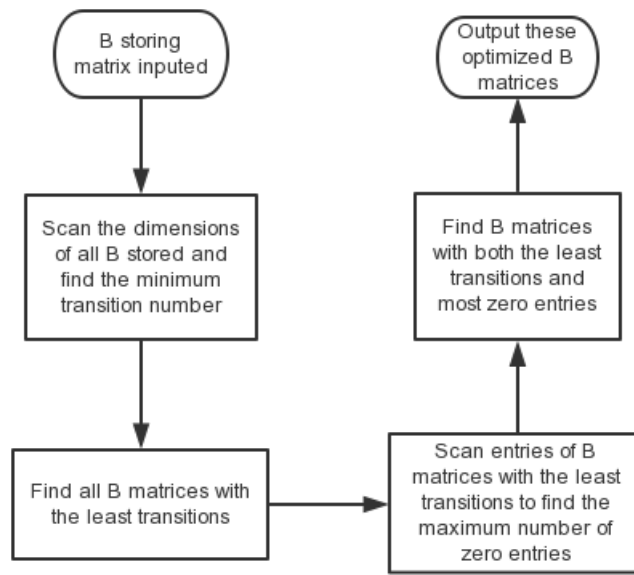 B storing
matrix inputed
Scan the dimensions
of all B stored and
find the minimum
transition number
Find all B matrices with
the least transitions
Scan entries of B
matrices with the least
transitions to find the
maximum number of
zero entries
Find B matrices
with both the least
transitions and
most zero entries
Output these
optimized B
matrices